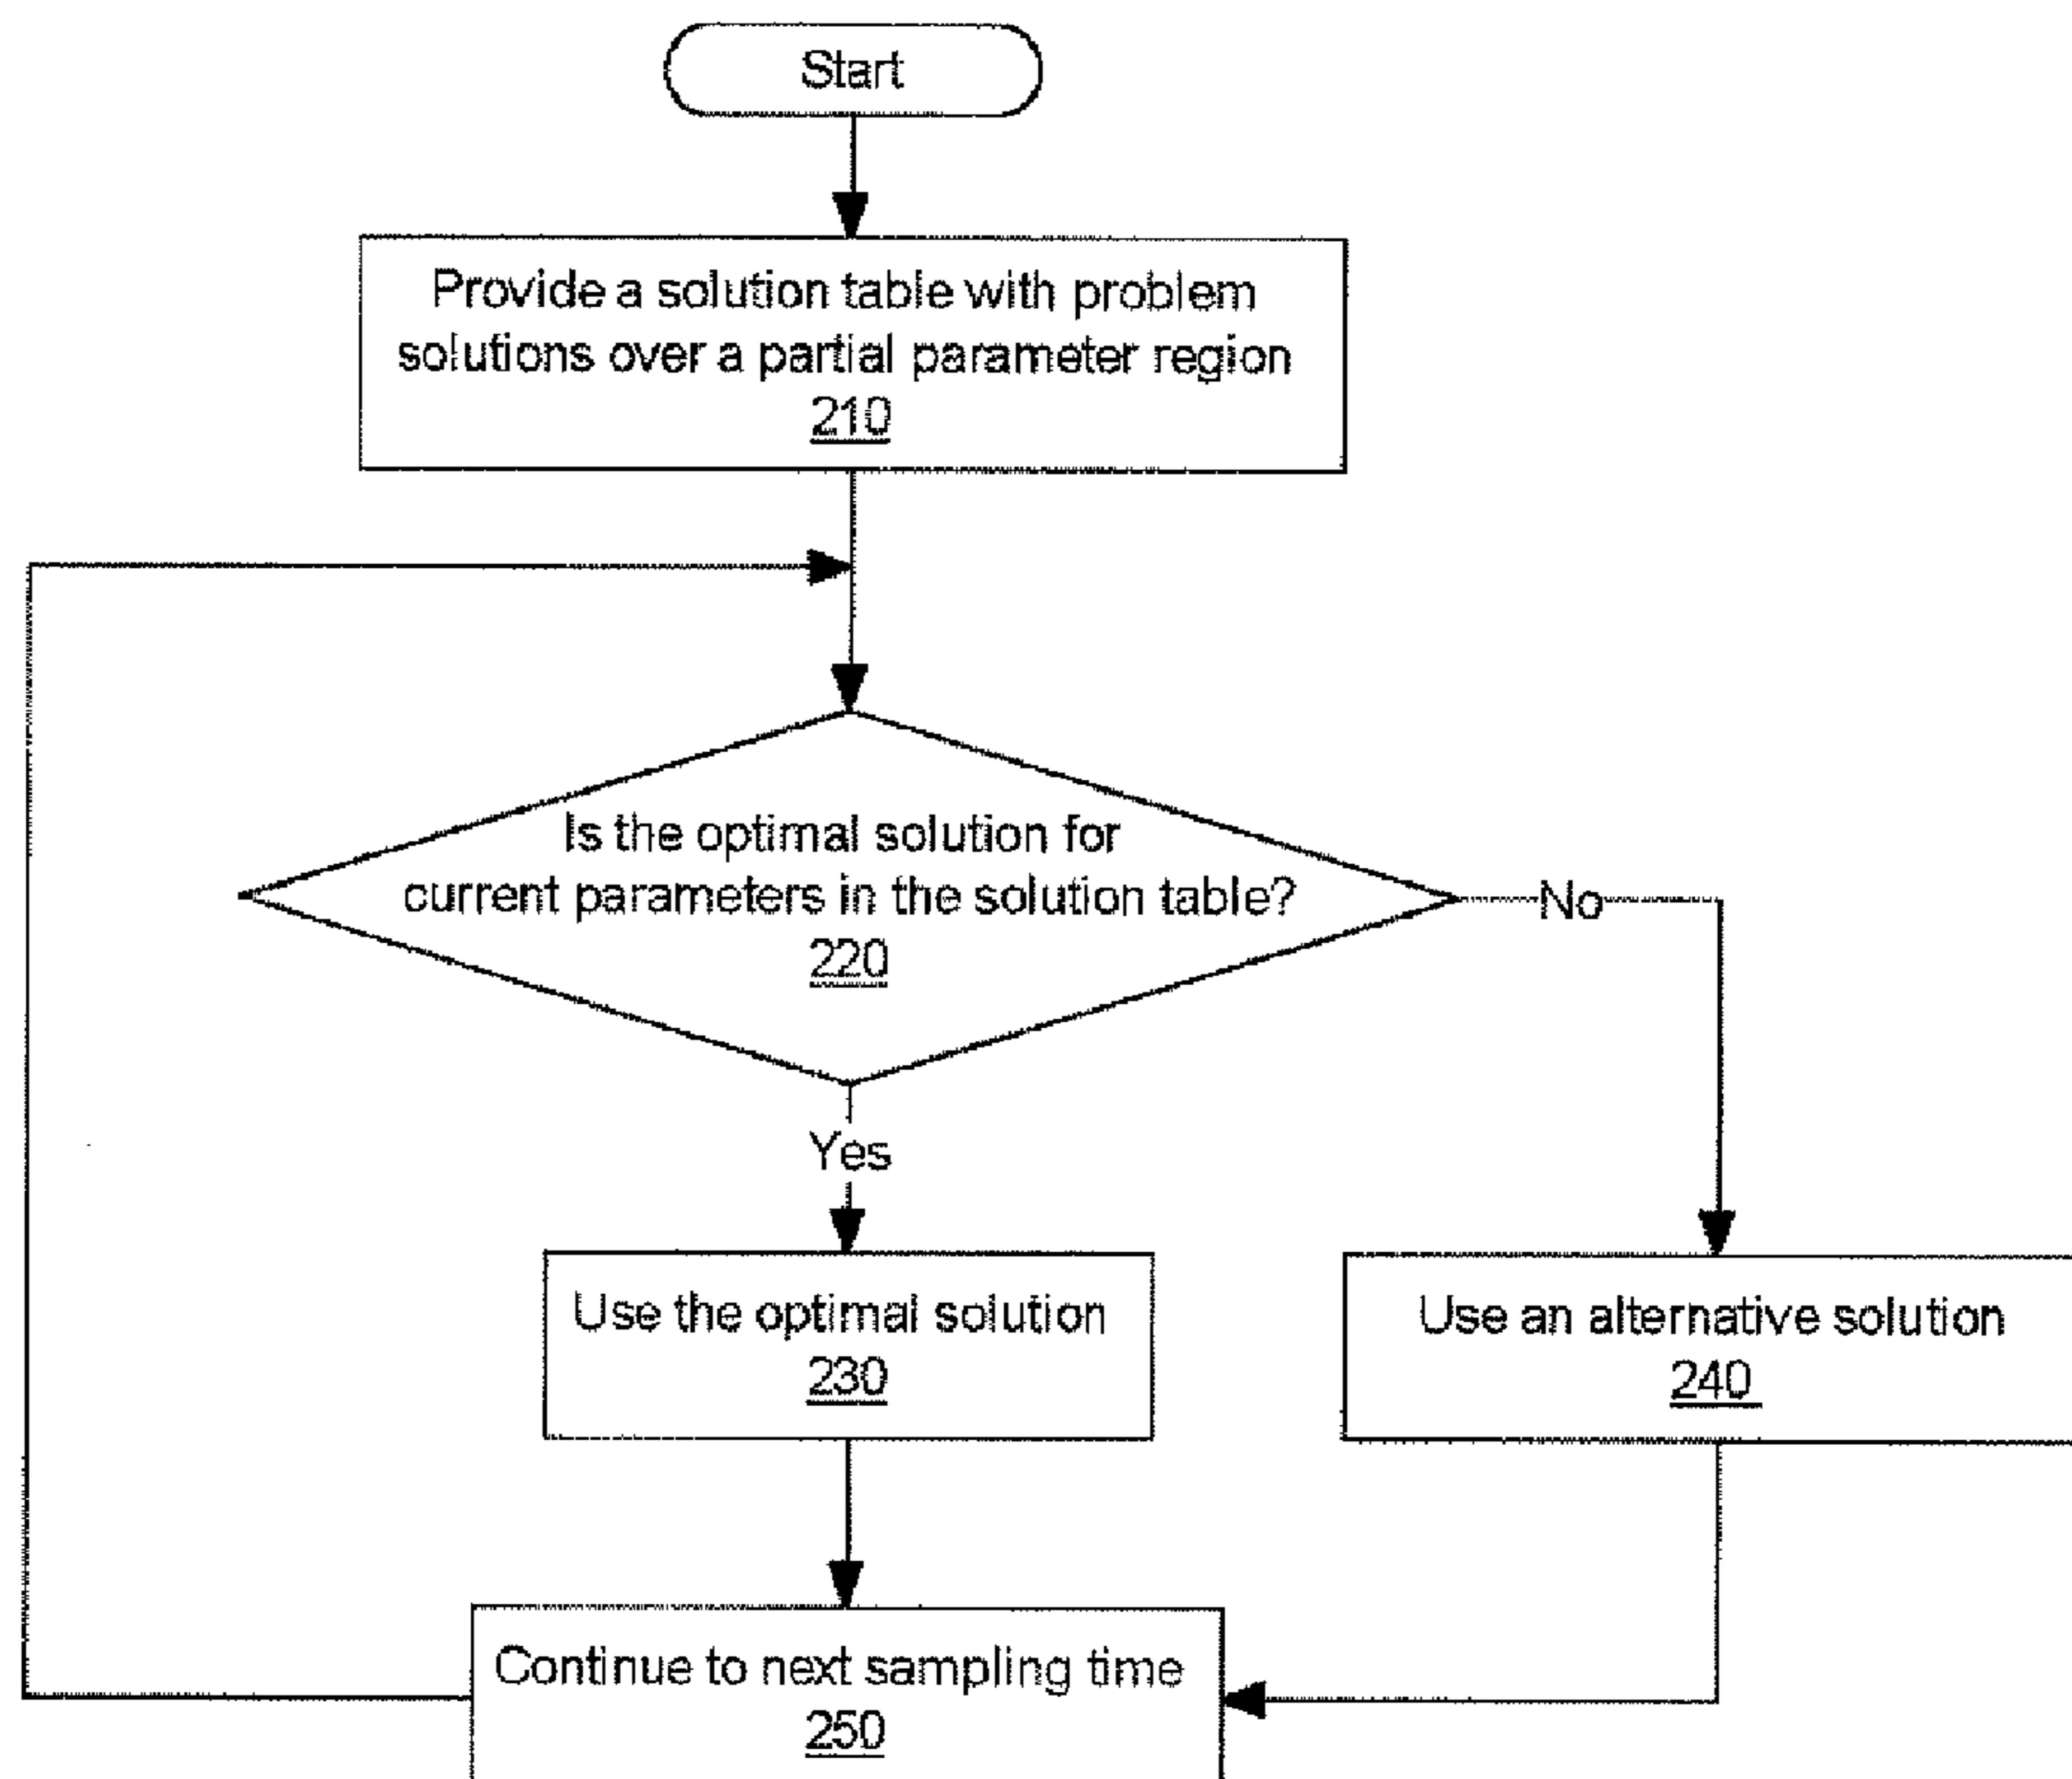 Start
Provide a solution table with problem
solutions over a partial parameter region
210
Is the optimal solution for
current parameters in the solution table?
220
No
Yes
Use the optimal solution
230
Use an alternative solution
240
Continue to next sampling time
250